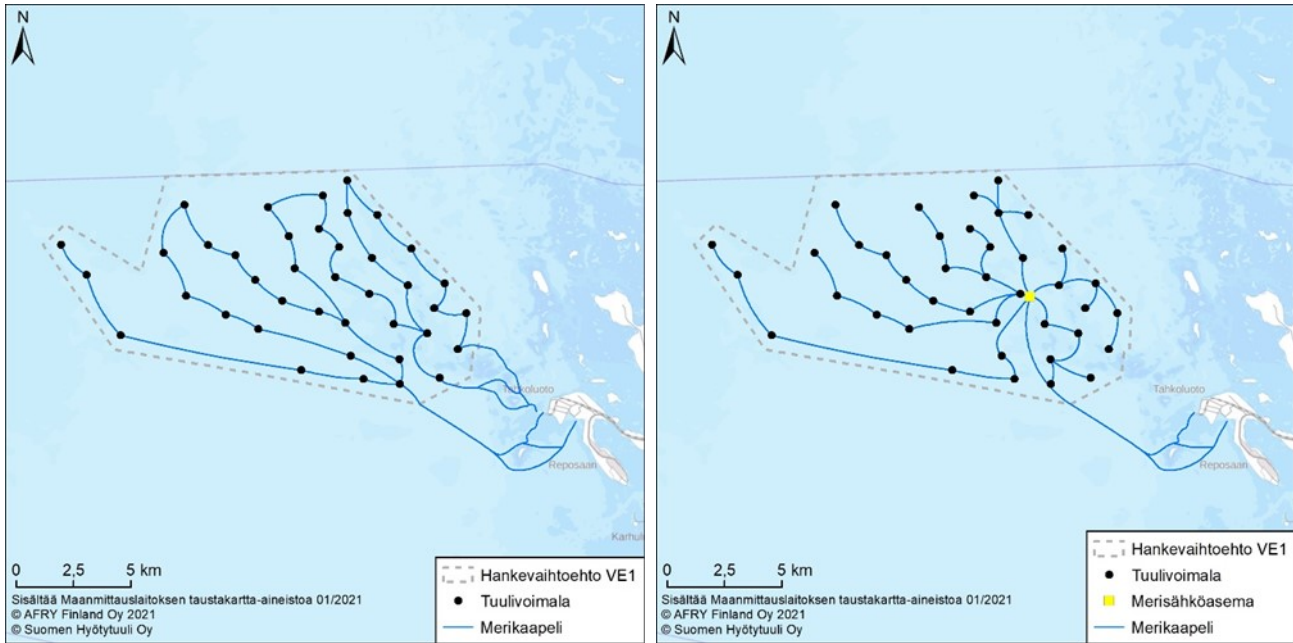 N
Tahkoluoto
Reposaari
0 2,5 5 km
Sisältää Maanmittauslaitoksen taustakartta-aineistoa 01/2021
© AFRY Finland Oy 2021
© Suomen Hyötytuuli Oy
Hankevaihtoehto VE1
Tuulivoimala
Merikaapeli
N
Tahkoluoto
Reposaari
0 2,5 5 km
Sisältää Maanmittauslaitoksen taustakartta-aineistoa 01/2021
© AFRY Finland Oy 2021
© Suomen Hyötytuuli Oy
Hankevaihtoehto VE1
Tuulivoimala
Merisähköasema
Merikaapeli